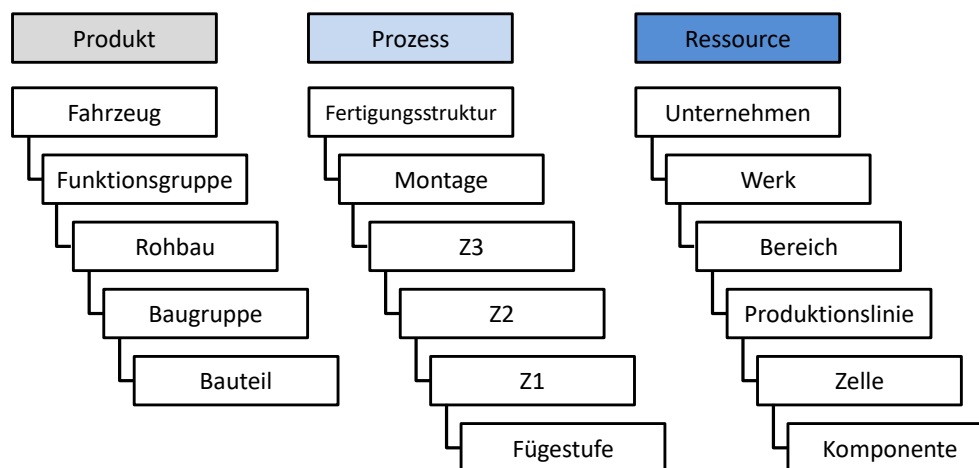 Produkt
Prozess
Ressource
Fahrzeug
Fertigungsstruktur
Unternehmen
Funktionsgruppe
Montage
Werk
Rohbau
Z3
Bereich
Baugruppe
Z2
Produktionslinie
Bauteil
Z1
Zelle
Fügestufe
Komponente